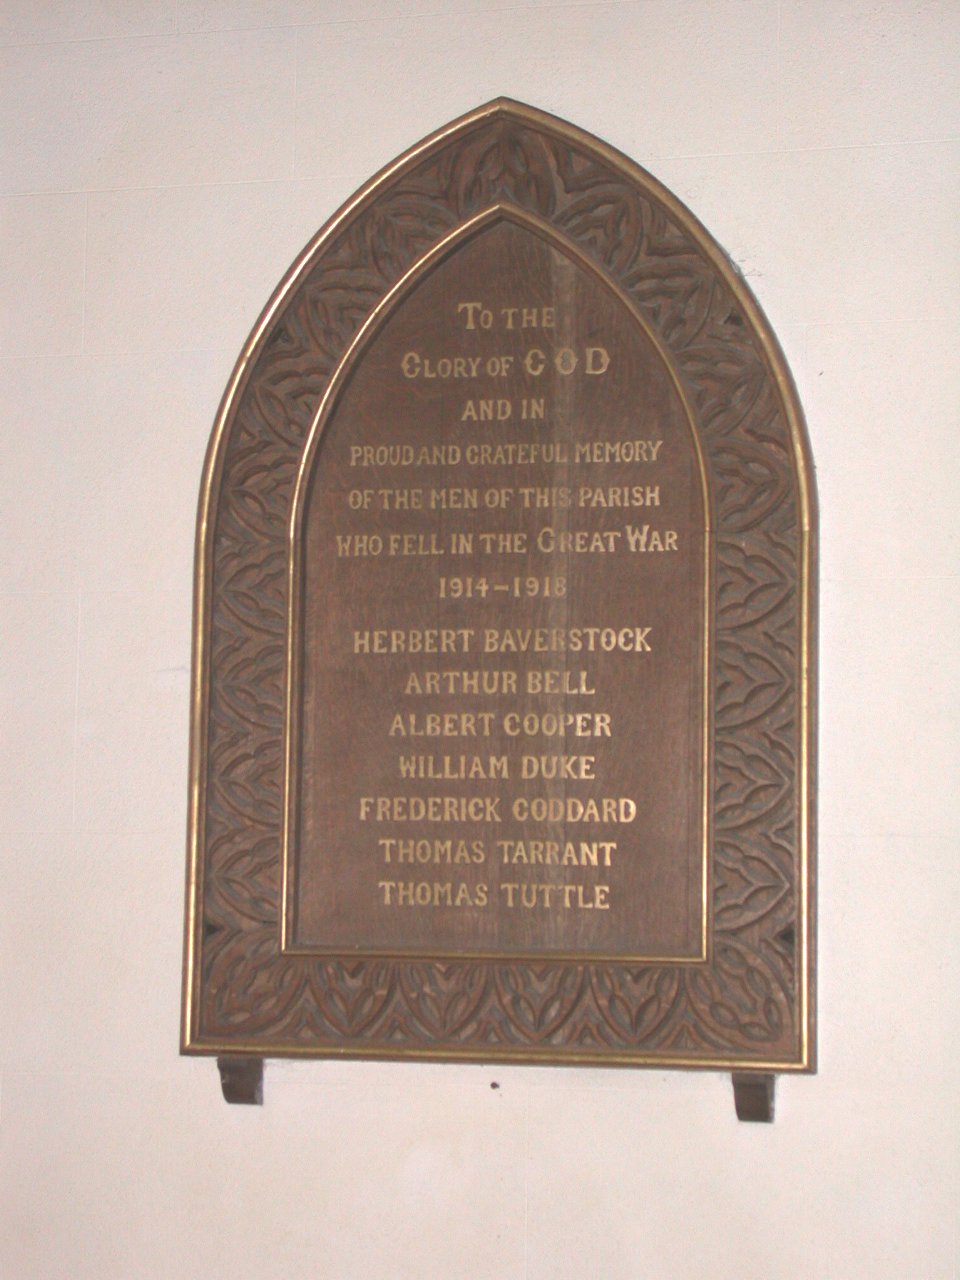 TO THE
GLORY OF GOD
AND IN
PROUD AND GRATEFUL MEMORY
OF THE MEN OF THIS PARISH
WHO FELL IN THE GREAT WAR
1914-1918
HERBERT BAVERSTOCK
ARTHUR BELL
ALBERT COOPER
WILLIAM DUKE
FREDERICK GODDARD
THOMAS TARRANT
THOMAS TUTTLE